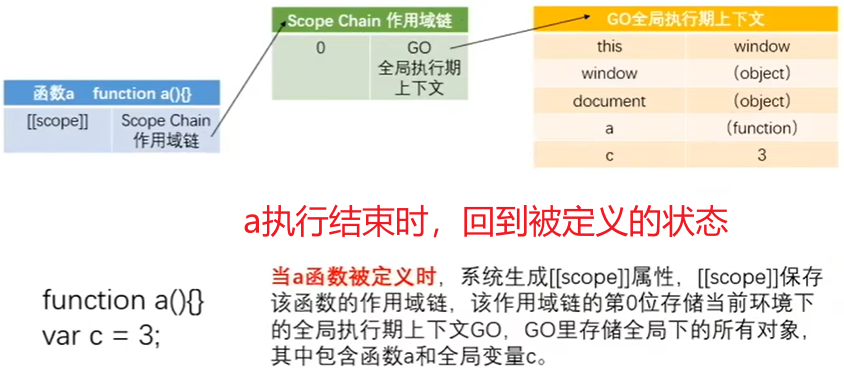 Scope Chain 作用域链
0 GO
全局执行期
上下文
GO全局执行期上下文
this window
window （object）
document （object）
a （function）
c 3
函数a function a(){}
[[scope]] Scope Chain
作用域链
a执行结束时，回到被定义的状态
function a(){}
var c = 3;
当a函数被定义时，系统生成[[scope]]属性，[[scope]]保存
该函数的作用域链，该作用域链的第0位存储当前环境下
的全局执行期上下文GO，GO里存储全局下的所有对象，
其中包含函数a和全局变量c。